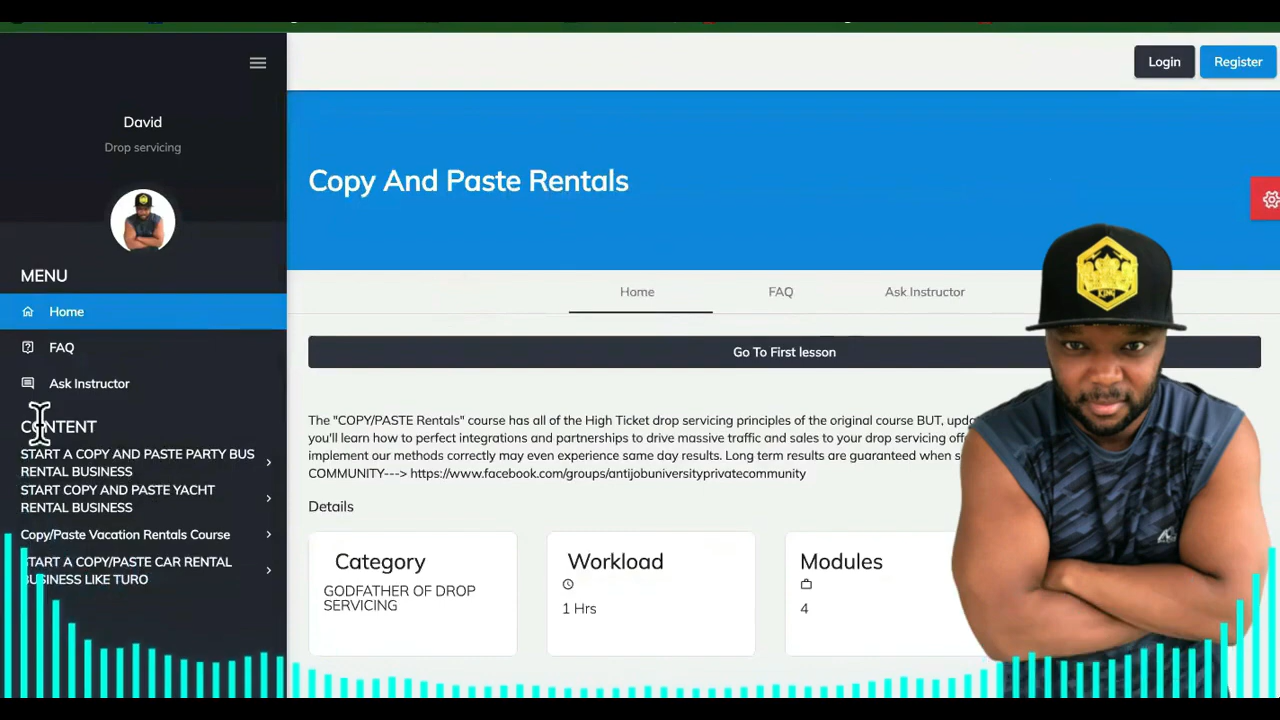 Login
Register
David
Drop servicing
Copy And Paste Rentals
MENU
Home
FAQ
Ask Instructor
CONTENT
START A COPY AND PASTE PARTY BUS
RENTAL BUSINESS
START COPY AND PASTE YACHT
RENTAL BUSINESS
Copy/Paste Vacation Rentals Course
START A COPY/PASTE CAR RENTAL
BUSINESS LIKE TURO
Home
FAQ
Ask Instructor
Go To First lesson
The "COPY/PASTE Rentals" course has all of the High Ticket drop servicing principles of the original course BUT,
you'll learn how to perfect integrations and partnerships to drive massive traffic and sales to your drop servicing
implement our methods correctly may even experience same day results. Long term results are guaranteed when
COMMUNITY---> https://www.facebook.com/groups/antijobuniversityprivatecommunity
Details
Category
GODFATHER OF DROP
SERVICING
Workload
1 Hrs
Modules
4
KING